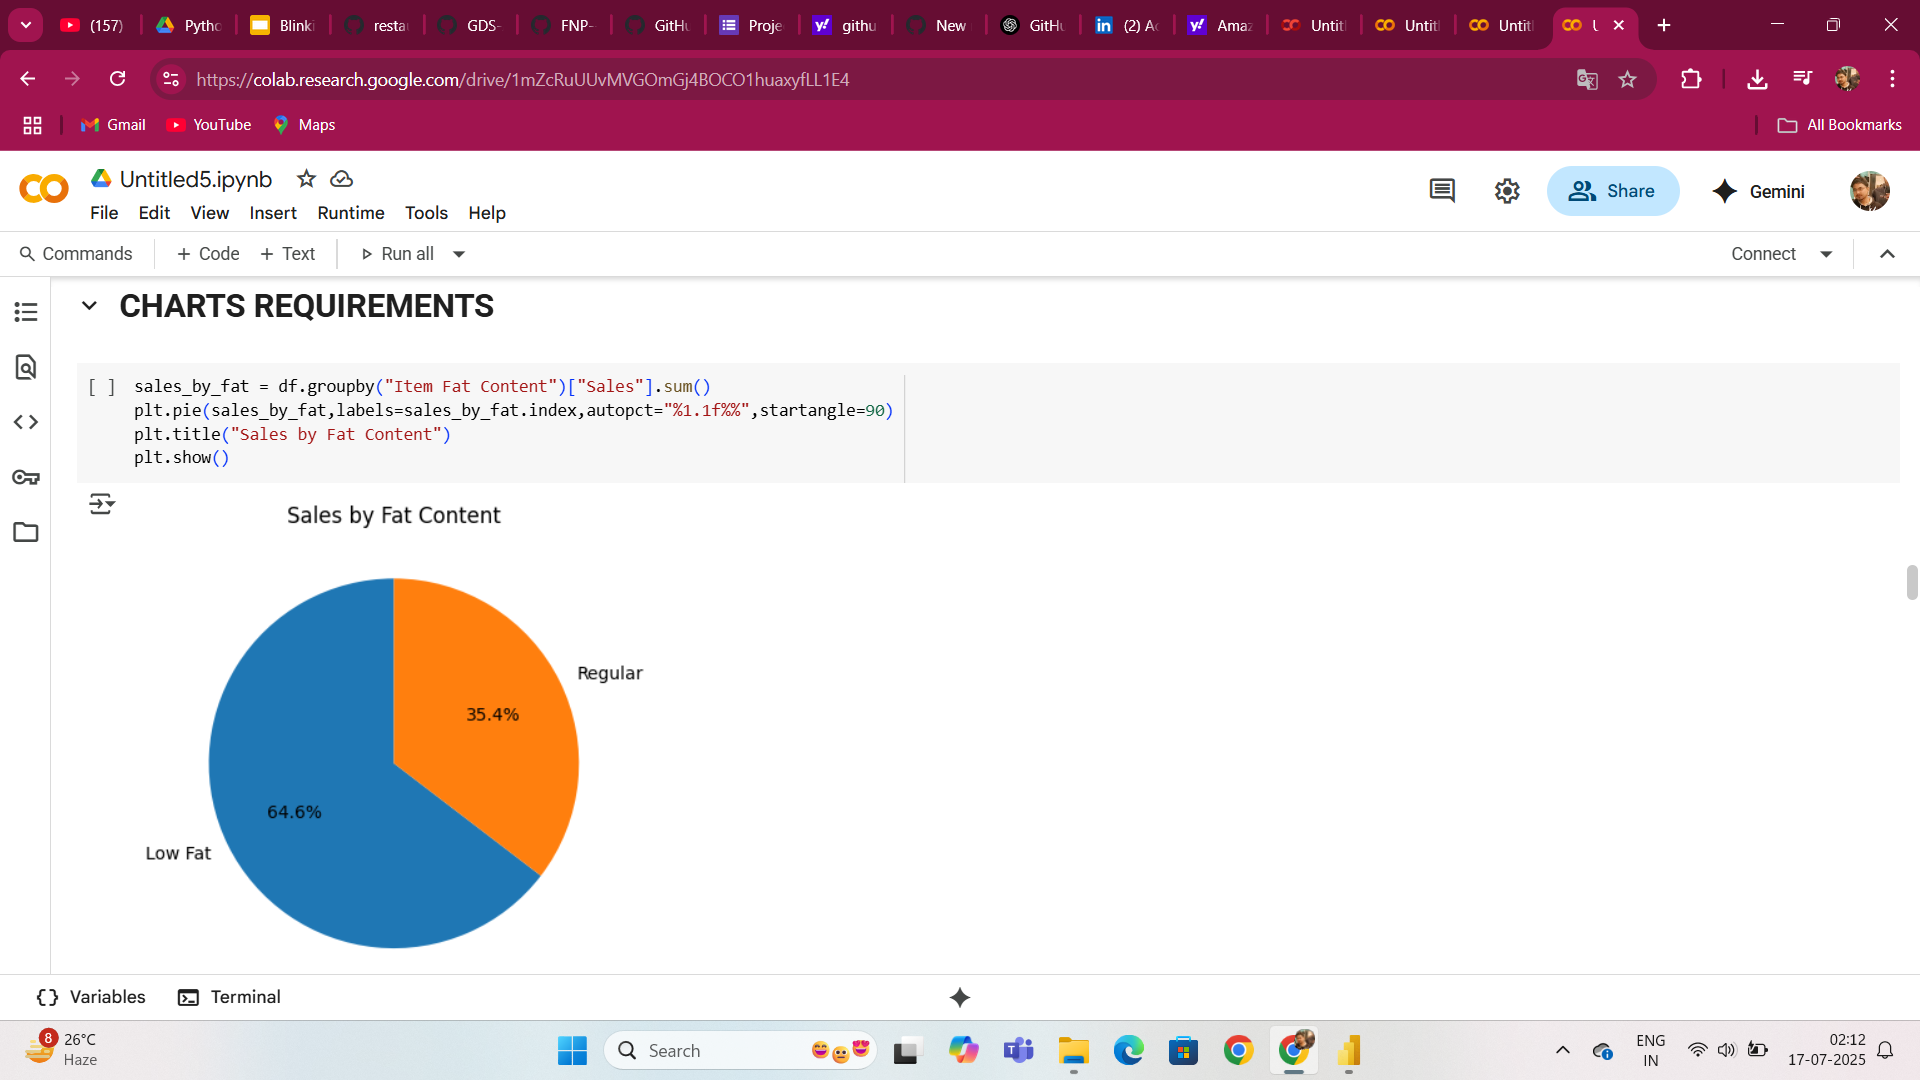 (157)
Pytho
Blinki
restau
GDS-
FNP-
GitHu
Proje
githu
New
GitHu
(2) Ac
Amaz
Untitl
Untitl
Untitl
U
https://colab.research.google.com/drive/1mZcRuUUvMVGOmGj4BOCO1huaxyfLL1E4
Gmail
YouTube
Maps
All Bookmarks
Untitled5.ipynb
File Edit View Insert Runtime Tools Help
Share
Gemini
Commands
+ Code
+ Text
Run all
Connect
CHARTS REQUIREMENTS
[ ] sales_by_fat = df.groupby("Item Fat Content")["Sales"].sum()
plt.pie(sales_by_fat,labels=sales_by_fat.index,autopct="%1.1f%%",startangle=90)
plt.title("Sales by Fat Content")
plt.show()
Sales by Fat Content
Regular
35.4%
64.6%
Low Fat
Variables
Terminal
8
26°C
Haze
Search
ENG
IN
02:12
17-07-2025